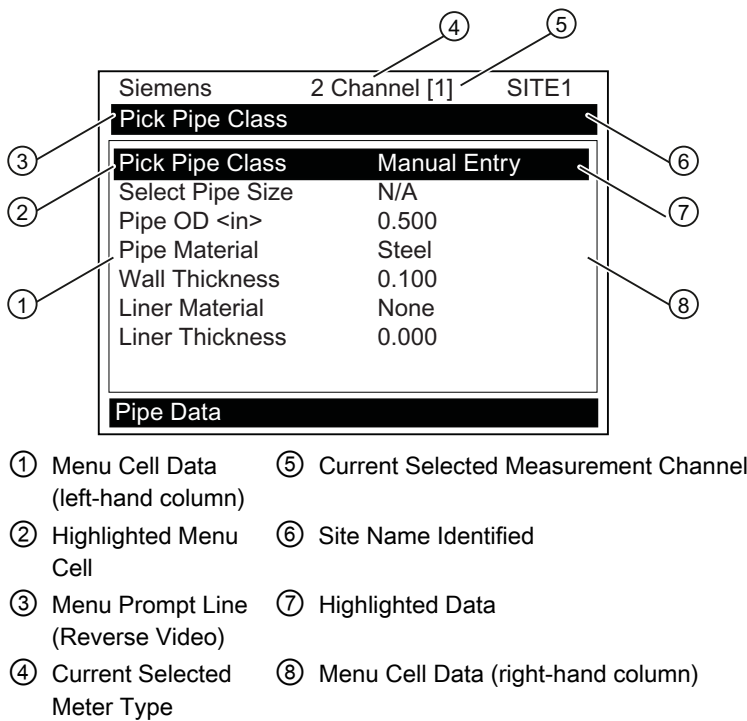 ④ ⑤
Siemens 2 Channel [1] SITE1
Pick Pipe Class
③ ⑥
Pick Pipe Class Manual Entry
② ⑦
Select Pipe Size N/A
Pipe OD <in> 0.500
Pipe Material Steel
Wall Thickness 0.100
① ⑧
Liner Material None
Liner Thickness 0.000
Pipe Data
① Menu Cell Data
(left-hand column)
② Highlighted Menu
Cell
③ Menu Prompt Line
(Reverse Video)
④ Current Selected
Meter Type
⑤ Current Selected Measurement Channel
⑥ Site Name Identified
⑦ Highlighted Data
⑧ Menu Cell Data (right-hand column)